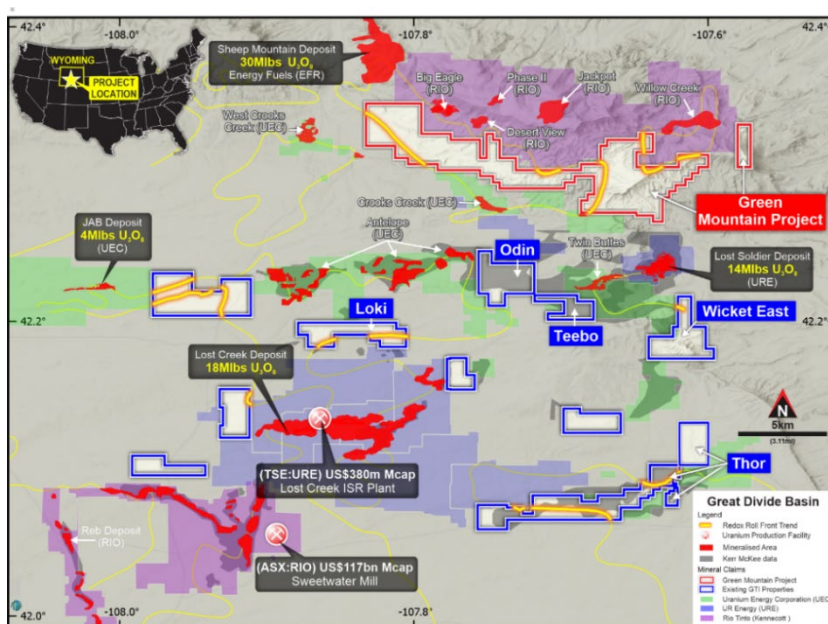 42.4°
-108.0°
-107.8°
-107.6°
42.4°
WYOMING
PROJECT
LOCATION
Sheep Mountain Deposit
30Mlbs U₃O₈
Energy Fuels (EFR)
Big Eagle
(RIO)
Phase II
(RIO)
Jackpot
(RIO)
Willow Creek
(RIO)
Desert View
(RIO)
West Crooks
Creek (UEC)
Crooks Creek (UEC)
Green
Mountain Project
JAB Deposit
4Mlbs U₃O₈
(UEC)
Antelope
(UEC)
Odin
Twin Buttes
(UEC)
Lost Soldier Deposit
14Mlbs U₃O₈
(URE)
42.2°
42.2°
Loki
Teebo
Wicket East
Lost Creek Deposit
18Mlbs U₃O₈
N
5km
(3.11mi)
(TSE:URE) US$380m Mcap
Lost Creek ISR Plant
Thor
Reb Deposit
(RIO)
(ASX:RIO) US$117bn Mcap
Sweetwater Mill
Great Divide Basin
Legend
Redox Roll Front Trend
Uranium Production Facility
Mineralised Area
Kerr McKee data
Mineral Claims
Green Mountain Project
Existing GTI Properties
Uranium Energy Corporation (UEC)
UR Energy (URE)
Rio Tinto (Kennecott )
42.0°
-108.0°
-107.8°
-107.6°
42.0°